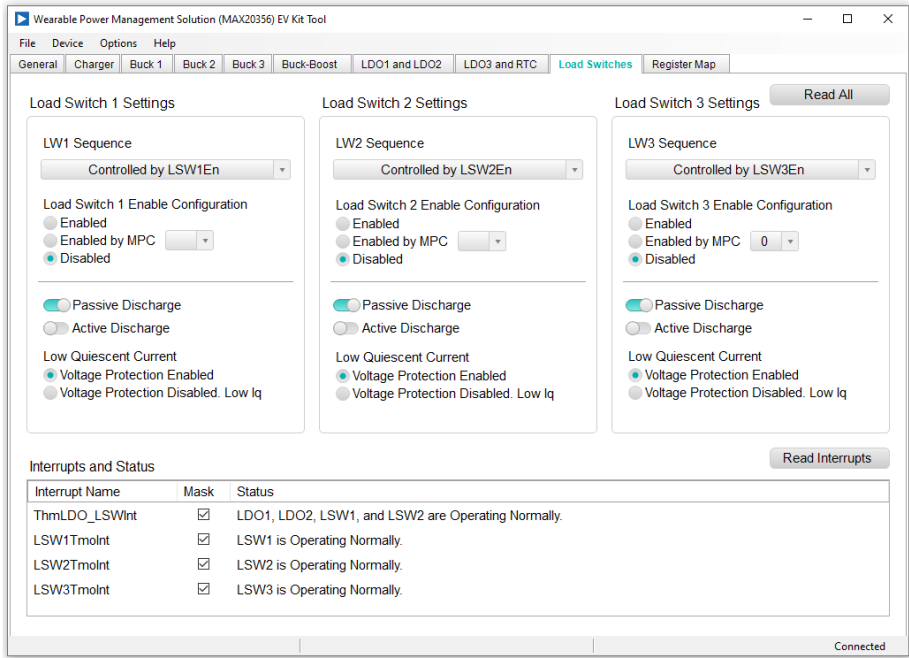 Wearable Power Management Solution (MAX20356) EV Kit Tool
File Device Options Help
General Charger Buck 1 Buck 2 Buck 3 Buck-Boost LDO1 and LDO2 LDO3 and RTC Load Switches Register Map
Read All
Load Switch 1 Settings
LW1 Sequence
Controlled by LSW1En
Load Switch 1 Enable Configuration
Enabled
Enabled by MPC
Disabled
Passive Discharge
Active Discharge
Low Quiescent Current
Voltage Protection Enabled
Voltage Protection Disabled. Low Iq
Load Switch 2 Settings
LW2 Sequence
Controlled by LSW2En
Load Switch 2 Enable Configuration
Enabled
Enabled by MPC
Disabled
Passive Discharge
Active Discharge
Low Quiescent Current
Voltage Protection Enabled
Voltage Protection Disabled. Low Iq
Load Switch 3 Settings
LW3 Sequence
Controlled by LSW3En
Load Switch 3 Enable Configuration
Enabled
Enabled by MPC 0
Disabled
Passive Discharge
Active Discharge
Low Quiescent Current
Voltage Protection Enabled
Voltage Protection Disabled. Low Iq
Interrupts and Status
Read Interrupts
Interrupt Name Mask Status
ThmLDO_LSWInt LDO1, LDO2, LSW1, and LSW2 are Operating Normally.
LSW1TmoInt LSW1 is Operating Normally.
LSW2TmoInt LSW2 is Operating Normally.
LSW3TmoInt LSW3 is Operating Normally.
Connected